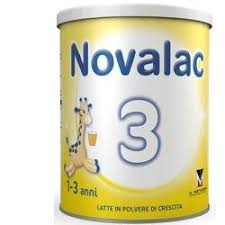 Novalac
3
1-3 anni
LATTE IN POLVERE DI CRESCITA